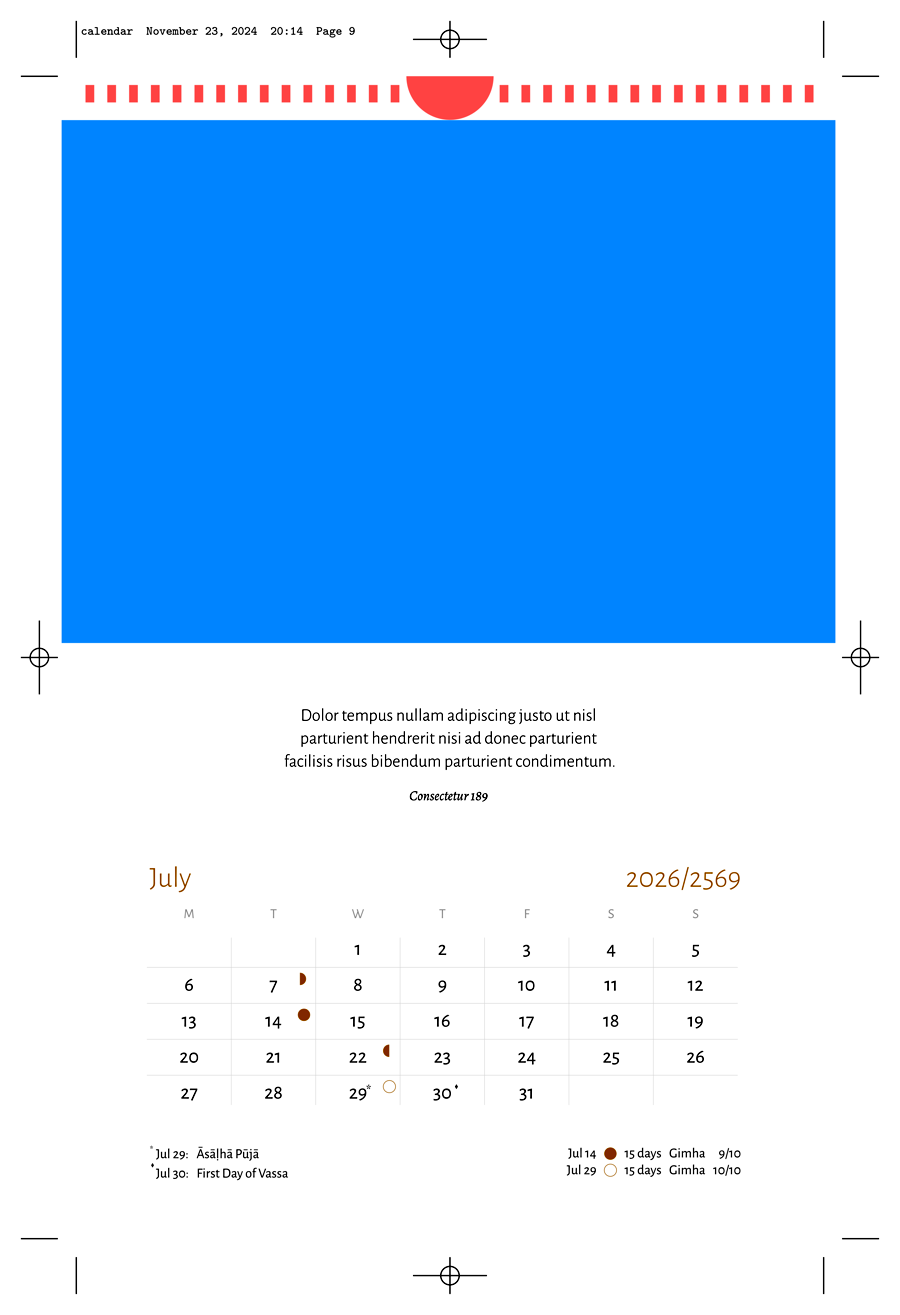 calendar November 23, 2024 20:14 Page 9
Dolor tempus nullam adipiscing justo ut nisl
parturient hendrerit nisi ad donec parturient
facilisis risus bibendum parturient condimentum.
Consectetur 189
July 2026/2569
M T W T F S S
1 2 3 4 5
6 7 8 9 10 11 12
13 14 15 16 17 18 19
20 21 22 23 24 25 26
27 28 29* 30♦ 31
* Jul 29: Āsāḷhā Pūjā
♦ Jul 30: First Day of Vassa
Jul 14 15 days Gimha 9/10
Jul 29 15 days Gimha 10/10